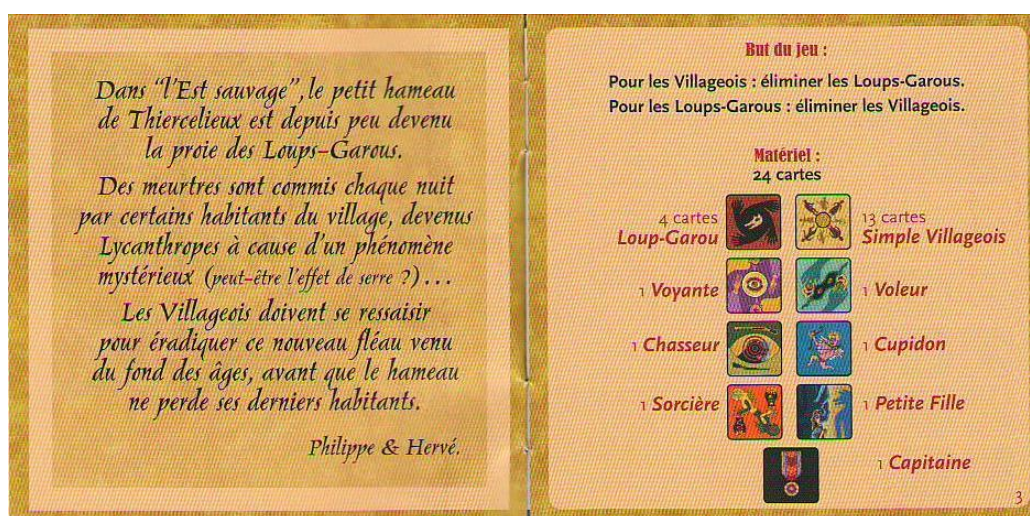 Dans "l'Est sauvage", le petit hameau
de Thiercelieux est depuis peu devenu
la proie des Loups-Garous.
Des meurtres sont commis chaque nuit
par certains habitants du village, devenus
Lycanthropes à cause d'un phénomène
mystérieux (peut-être l'effet de serre ?)...
Les Villageois doivent se ressaisir
pour éradiquer ce nouveau fléau venu
du fond des âges, avant que le hameau
ne perde ses derniers habitants.
Philippe & Hervé.
But du jeu :
Pour les Villageois : éliminer les Loups-Garous.
Pour les Loups-Garous : éliminer les Villageois.
Matériel :
24 cartes
4 cartes
Loup-Garou
13 cartes
Simple Villageois
1 Voyante
1 Voleur
1 Chasseur
1 Cupidon
1 Sorcière
1 Petite Fille
1 Capitaine
3